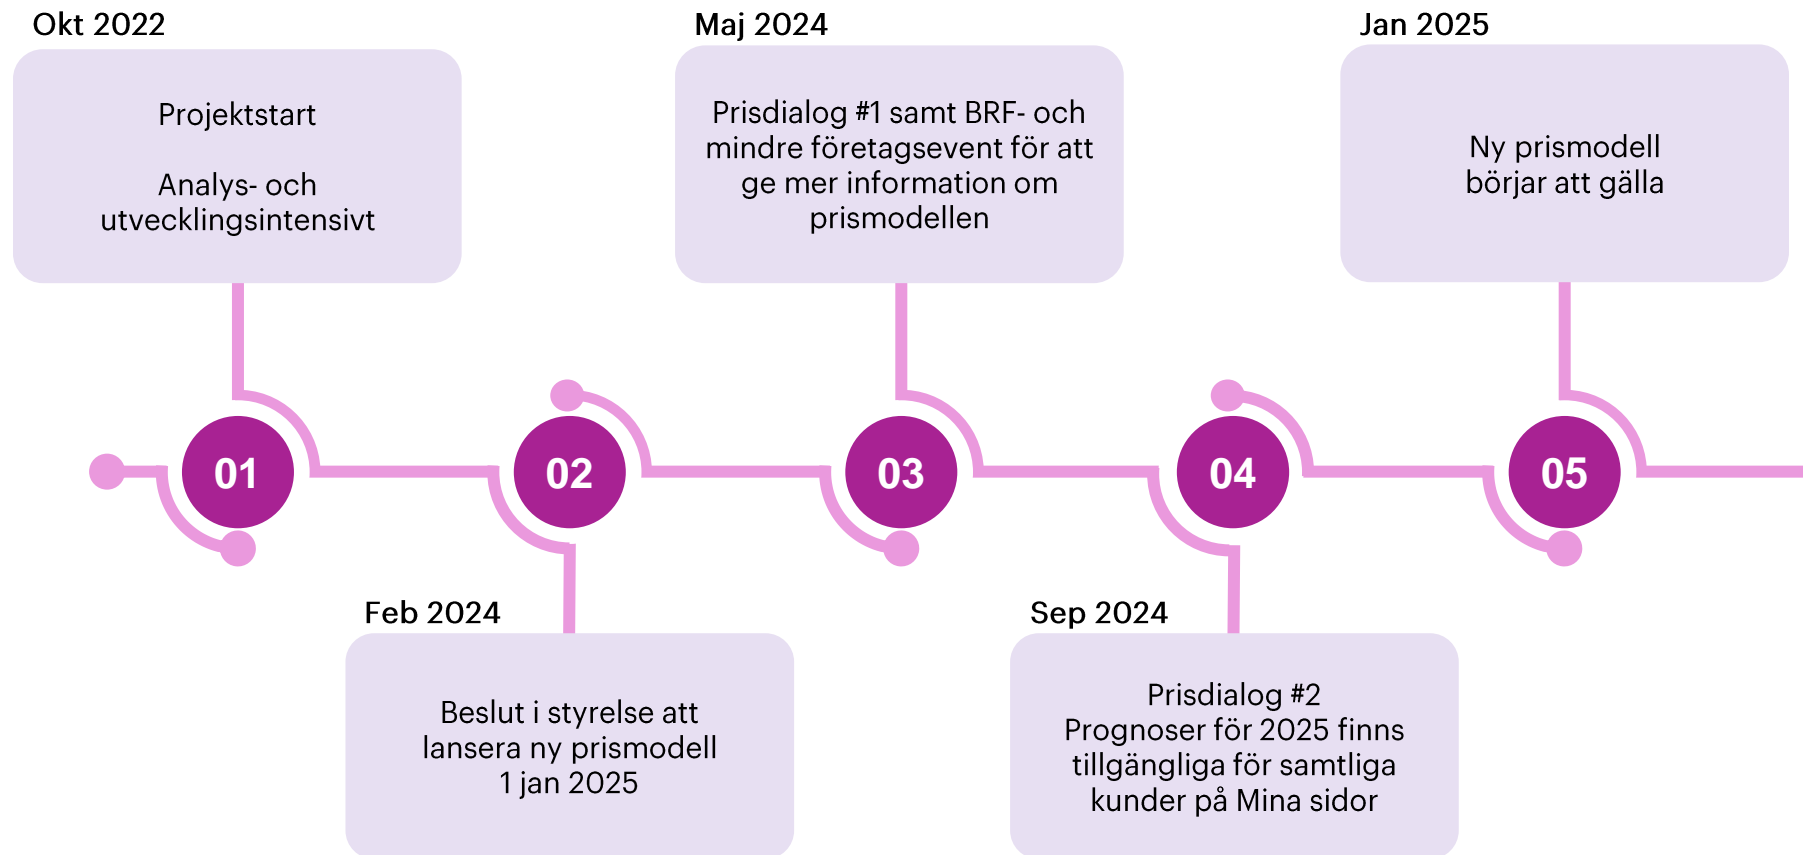 Okt 2022
Projektstart
Analys- och
utvecklingsintensivt
01
Feb 2024
Beslut i styrelse att
lansera ny prismodell
1 jan 2025
02
Maj 2024
Prisdialog #1 samt BRF- och
mindre företagsevent för att
ge mer information om
prismodellen
03
Sep 2024
Prisdialog #2
Prognoser för 2025 finns
tillgängliga för samtliga
kunder på Mina sidor
04
Jan 2025
Ny prismodell
börjar att gälla
05